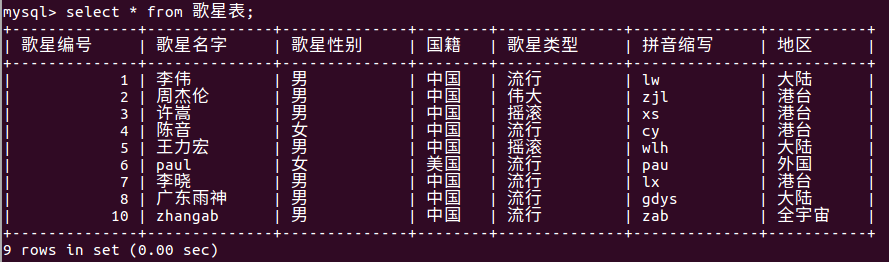 mysql> select * from 歌星表;
+--------------+--------------+--------------+--------+--------------+--------------+-----------+
| 歌星编号 | 歌星名字 | 歌星性别 | 国籍 | 歌星类型 | 拼音缩写 | 地区 |
+--------------+--------------+--------------+--------+--------------+--------------+-----------+
| 1 | 李伟 | 男 | 中国 | 流行 | lw | 大陆 |
| 2 | 周杰伦 | 男 | 中国 | 伟大 | zjl | 港台 |
| 3 | 许嵩 | 男 | 中国 | 摇滚 | xs | 港台 |
| 4 | 陈音 | 女 | 中国 | 流行 | cy | 港台 |
| 5 | 王力宏 | 男 | 中国 | 摇滚 | wlh | 大陆 |
| 6 | paul | 女 | 美国 | 流行 | pau | 外国 |
| 7 | 李晓 | 男 | 中国 | 流行 | lx | 港台 |
| 8 | 广东雨神 | 男 | 中国 | 流行 | gdys | 大陆 |
| 10 | zhangab | 男 | 中国 | 流行 | zab | 全宇宙 |
+--------------+--------------+--------------+--------+--------------+--------------+-----------+
9 rows in set (0.00 sec)